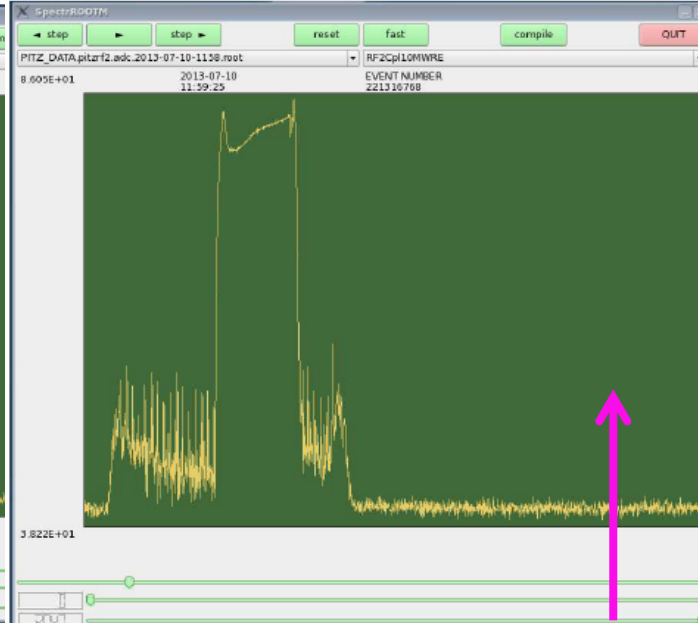 SpectrROOTM
◄ step ► step ► reset fast compile QUIT
PITZ_DATA.pitzrf2.adc.2013-07-10-1158.root RF2Cpl10MWRE
8.605E+01 2013-07-10 EVENT NUMBER
11:59:25 221316768
3.822E+01